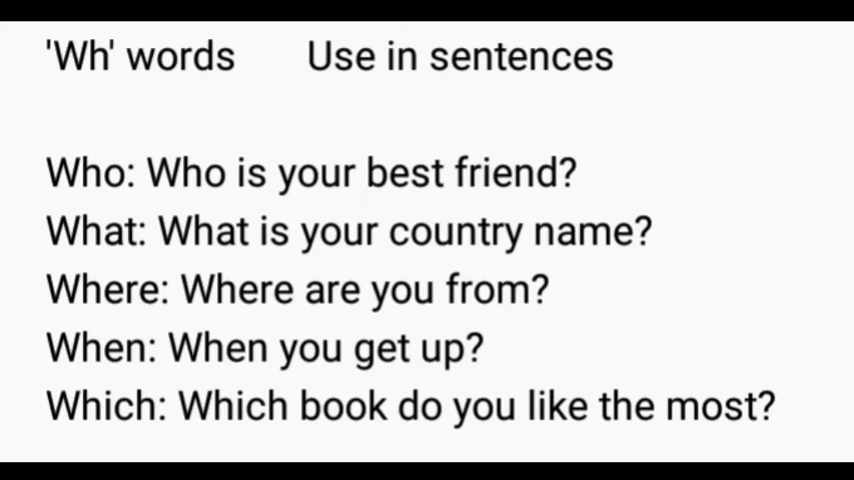 'Wh' words Use in sentences
Who: Who is your best friend?
What: What is your country name?
Where: Where are you from?
When: When you get up?
Which: Which book do you like the most?